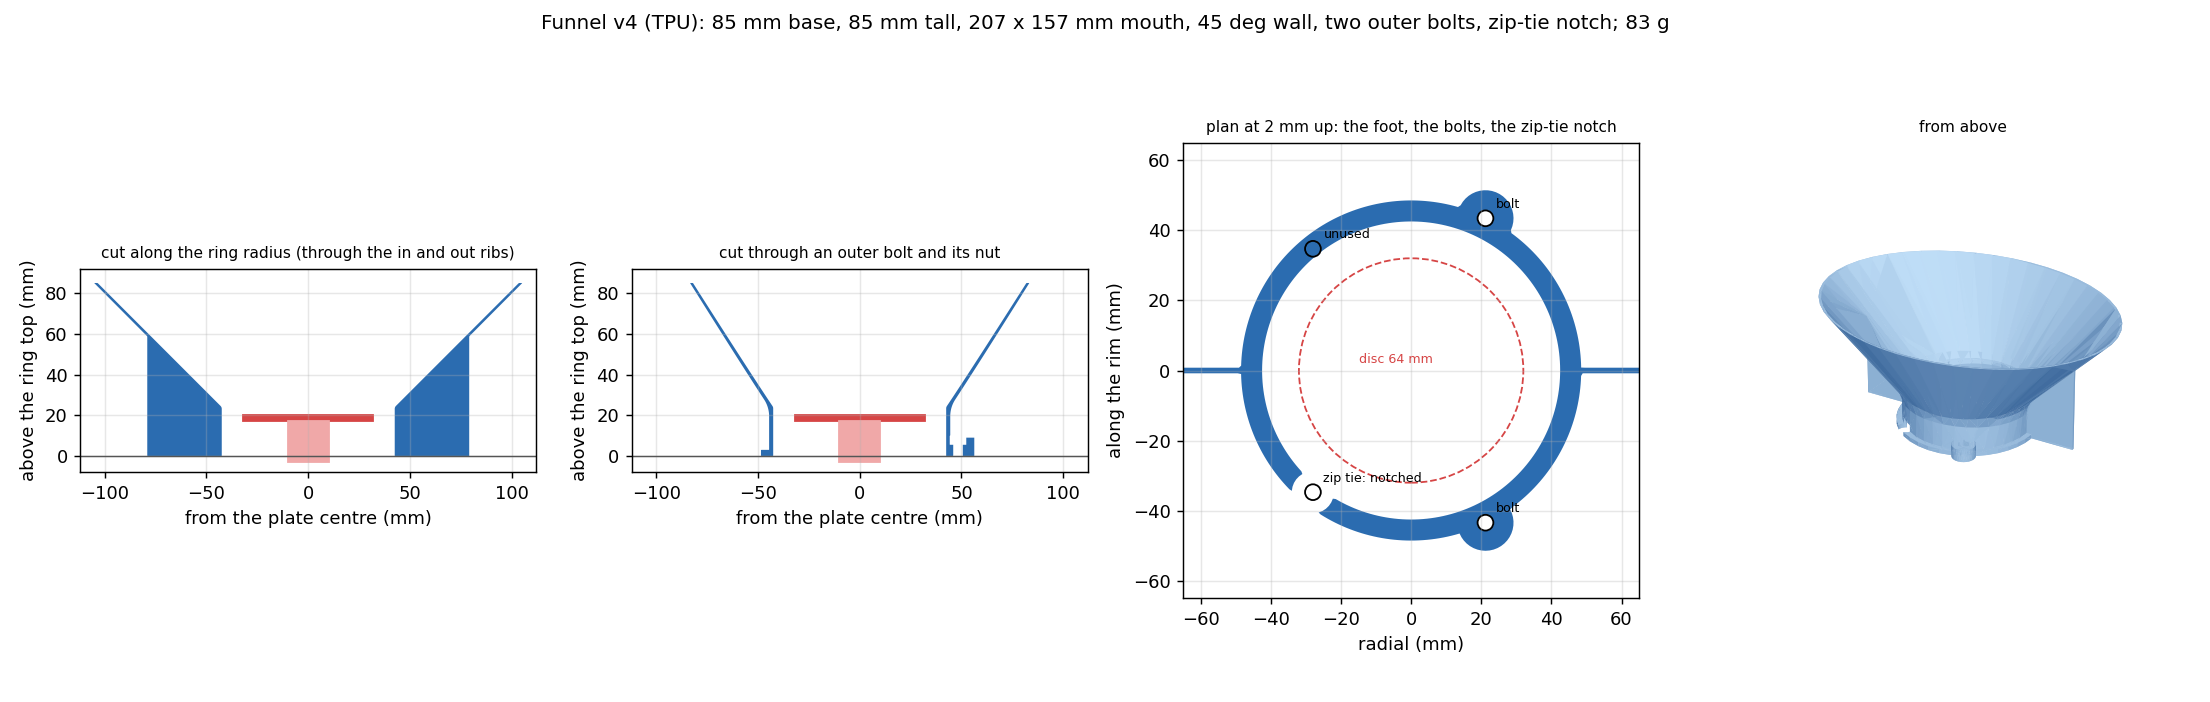 Funnel v4 (TPU): 85 mm base, 85 mm tall, 207 x 157 mm mouth, 45 deg wall, two outer bolts, zip-tie notch; 83 g
cut along the ring radius (through the in and out ribs)
above the ring top (mm)
80
60
40
20
0
−100
−50
0
50
100
from the plate centre (mm)
cut through an outer bolt and its nut
above the ring top (mm)
80
60
40
20
0
−100
−50
0
50
100
from the plate centre (mm)
plan at 2 mm up: the foot, the bolts, the zip-tie notch
along the rim (mm)
60
40
20
0
−20
−40
−60
bolt
unused
disc 64 mm
zip tie: notched
bolt
−60
−40
−20
0
20
40
60
radial (mm)
from above